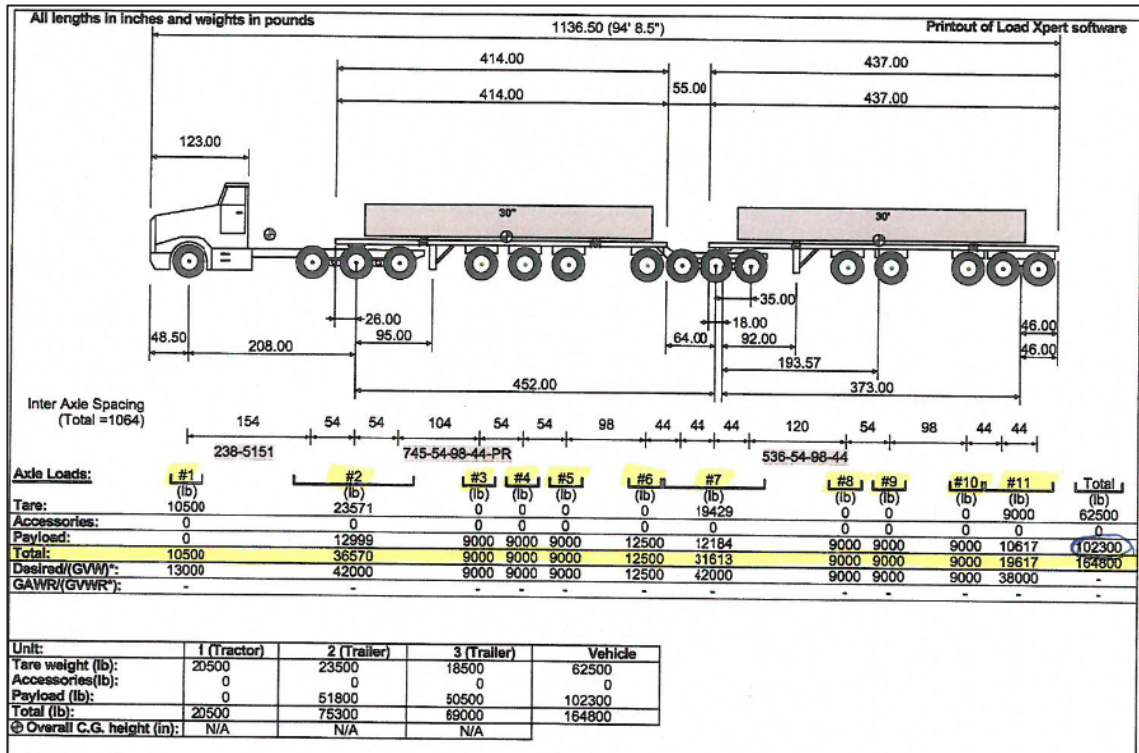 All lengths in inches and weights in pounds
Printout of Load Xpert software
1136.50 (94' 8.5")
414.00
437.00
414.00
55.00
437.00
123.00
30"
30'
35.00
26.00
18.00
46.00
48.50
95.00
64.00
92.00
208.00
193.57
46.00
452.00
373.00
Inter Axle Spacing
(Total =1064)
154 54 54 104 54 54 98 44 44 44 120 54 98 44 44
238-5151 745-54-98-44-PR 536-54-98-44
Axle Loads: #1 #2 #3 #4 #5 #6 #7 #8 #9 #10 #11 Total
(lb) (lb) (lb) (lb) (lb) (lb) (lb) (lb) (lb) (lb) (lb) (lb)
Tare: 10500 23571 0 0 0 0 19429 0 0 0 9000 62500
Accessories: 0 0 0 0 0 0 0 0 0 0 0 0
Payload: 0 12999 9000 9000 9000 12500 12184 9000 9000 9000 10617 102300
Total: 10500 36570 9000 9000 9000 12500 31613 9000 9000 9000 19617 164800
Desired/(GVW)*: 13000 42000 9000 9000 9000 12500 42000 9000 9000 9000 38000 -
GAWR/(GVWR*): - - - - - - - - - - - -
Unit: 1 (Tractor) 2 (Trailer) 3 (Trailer) Vehicle
Tare weight (lb): 20500 23500 18500 62500
Accessories(lb): 0 0 0 0
Payload (lb): 0 51800 50500 102300
Total (lb): 20500 75300 69000 164800
Overall C.G. height (in): N/A N/A N/A